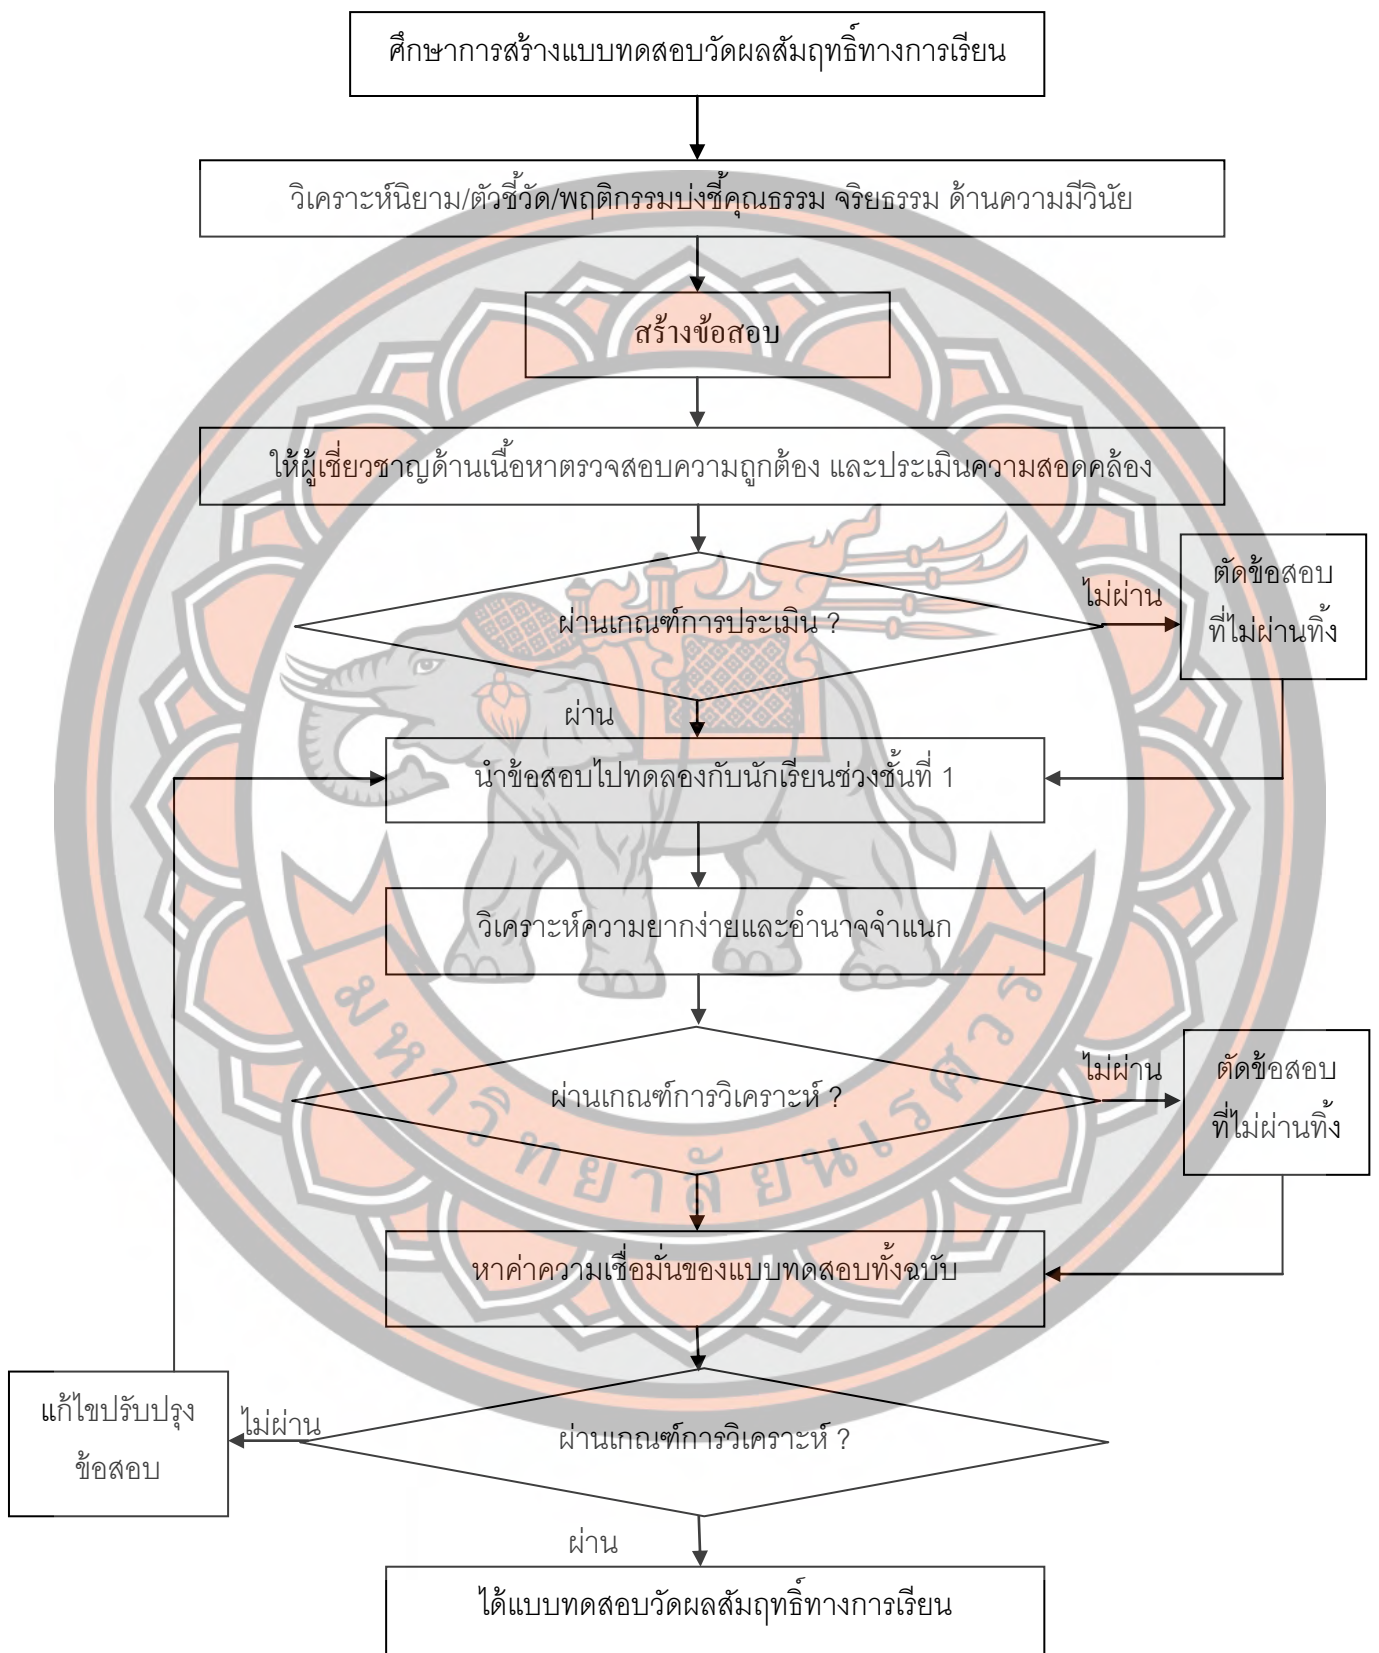 ศึกษาการสร้างแบบทดสอบวัดผลสัมฤทธิ์ทางการเรียน
วิเคราะห์นิยาม/ตัวชี้วัด/พฤติกรรมบ่งชี้คุณธรรม จริยธรรม ด้านความมีวินัย
สร้างข้อสอบ
ให้ผู้เชี่ยวชาญด้านเนื้อหาตรวจสอบความถูกต้อง และประเมินความสอดคล้อง
ผ่านเกณฑ์การประเมิน ?
ไม่ผ่าน
ตัดข้อสอบ
ที่ไม่ผ่านทิ้ง
ผ่าน
นำข้อสอบไปทดลองกับนักเรียนช่วงชั้นที่ 1
วิเคราะห์ความยากง่ายและอำนาจจำแนก
ผ่านเกณฑ์การวิเคราะห์ ?
ไม่ผ่าน
ตัดข้อสอบ
ที่ไม่ผ่านทิ้ง
มหาวิทยาลัยนเรศวร
หาค่าความเชื่อมั่นของแบบทดสอบทั้งฉบับ
แก้ไขปรับปรุง
ข้อสอบ
ไม่ผ่าน
ผ่านเกณฑ์การวิเคราะห์ ?
ผ่าน
ได้แบบทดสอบวัดผลสัมฤทธิ์ทางการเรียน